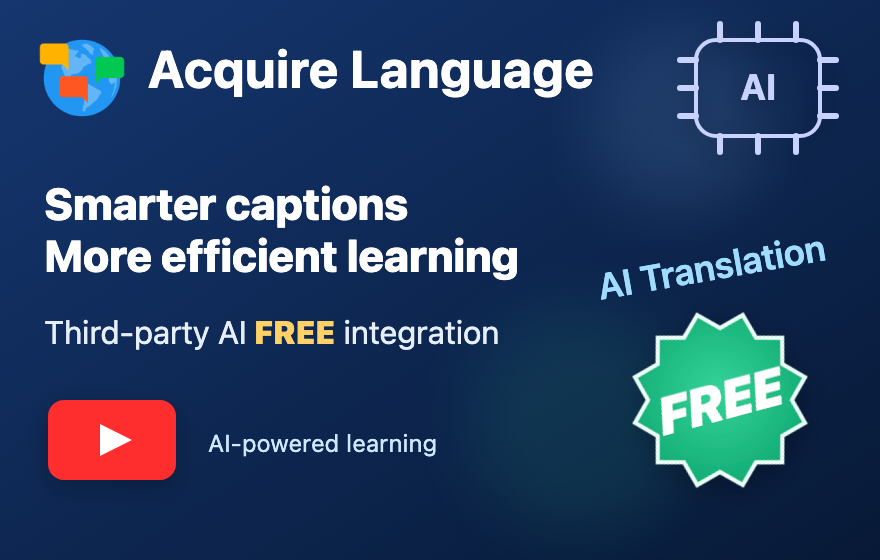 Acquire Language
AI
Smarter captions
More efficient learning
AI Translation
Third-party AI FREE integration
FREE
AI-powered learning